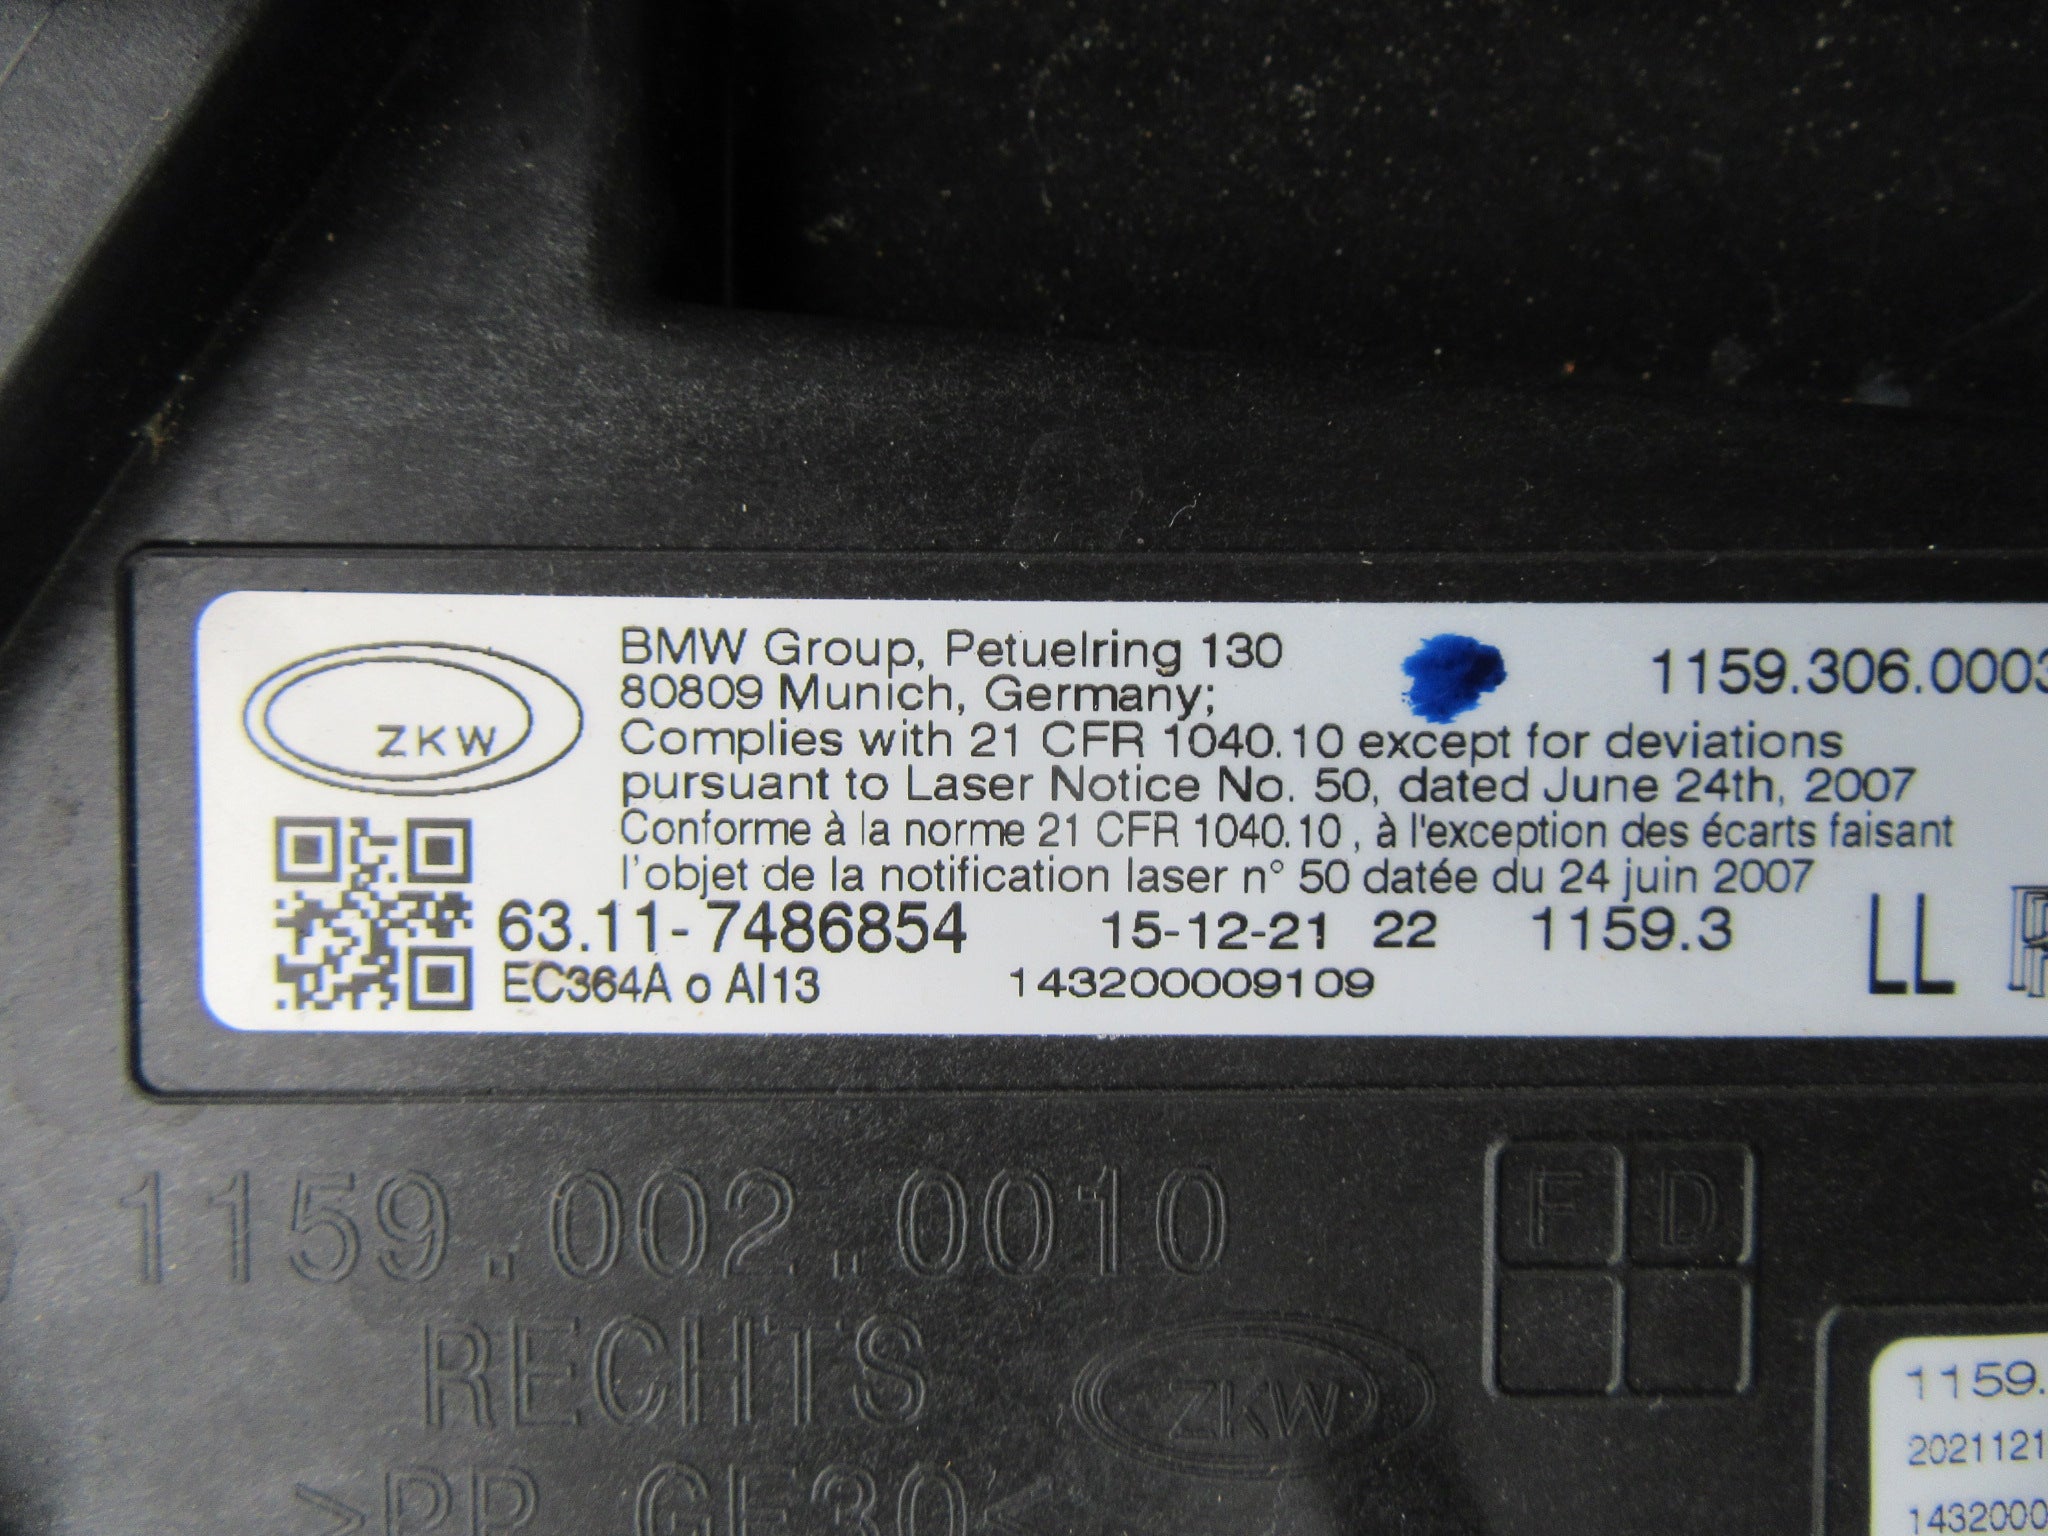 BMW Group, Petuelring 130
80809 Munich, Germany;
1159.306.0003
ZKW
Complies with 21 CFR 1040.10 except for deviations
pursuant to Laser Notice No. 50, dated June 24th, 2007
Conforme à la norme 21 CFR 1040.10 , à l'exception des écarts faisant
l'objet de la notification laser n° 50 datée du 24 juin 2007
63.11-7486854 15-12-21 22 1159.3 LL
EC364A o AI13 143200009109
1159.002.0010
F D
RECHTS
ZKW
>PP GF30<
1159.
2021121
1432000